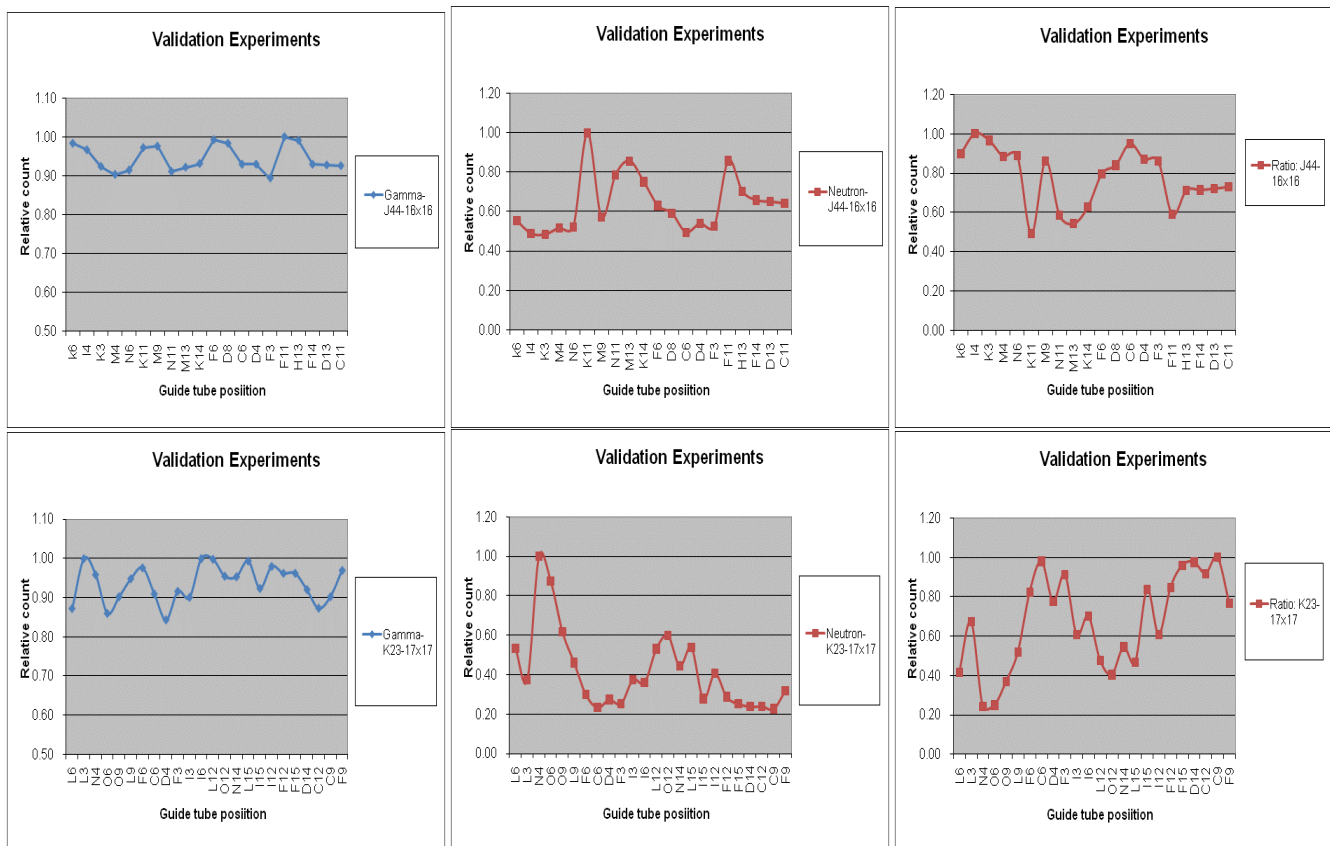 Validation Experiments
1.10
1.00
0.90
0.80
0.70
0.60
0.50
Relative count
k6
I4
K3
M4
N6
K11
M9
N11
M13
K14
F6
D8
C6
D4
F3
F11
H13
F14
D13
C11
Guide tube posiition
Gamma-
J44-16x16
Validation Experiments
1.20
1.00
0.80
0.60
0.40
0.20
0.00
Relative count
k6
I4
K3
M4
N6
K11
M9
N11
M13
K14
F6
D8
C6
D4
F3
F11
H13
F14
D13
C11
Guide tube posiition
Neutron-
J44-16x16
Validation Experiments
1.20
1.00
0.80
0.60
0.40
0.20
0.00
Relative count
k6
I4
K3
M4
N6
K11
M9
N11
M13
K14
F6
D8
C6
D4
F3
F11
H13
F14
D13
C11
Guide tube posiition
Ratio: J44-
16x16
Validation Experiments
1.10
1.00
0.90
0.80
0.70
0.60
0.50
Relative count
L6
L3
N4
O6
O9
L9
F6
C6
D4
F3
I3
I6
L12
O12
N14
L15
I15
I12
F12
F15
D14
C12
C9
F9
Guide tube posiition
Gamma-
K23-17x17
Validation Experiments
1.20
1.00
0.80
0.60
0.40
0.20
0.00
Relative count
L6
L3
N4
O6
O9
L9
F6
C6
D4
F3
I3
I6
L12
O12
N14
L15
I15
I12
F12
F15
D14
C12
C9
F9
Guide tube posiition
Neutron-
K23-17x17
Validation Experiments
1.20
1.00
0.80
0.60
0.40
0.20
0.00
Relative count
L6
L3
N4
O6
O9
L9
F6
C6
D4
F3
I3
I6
L12
O12
N14
L15
I15
I12
F12
F15
D14
C12
C9
F9
Guide tube posiition
Ratio: K23-
17x17